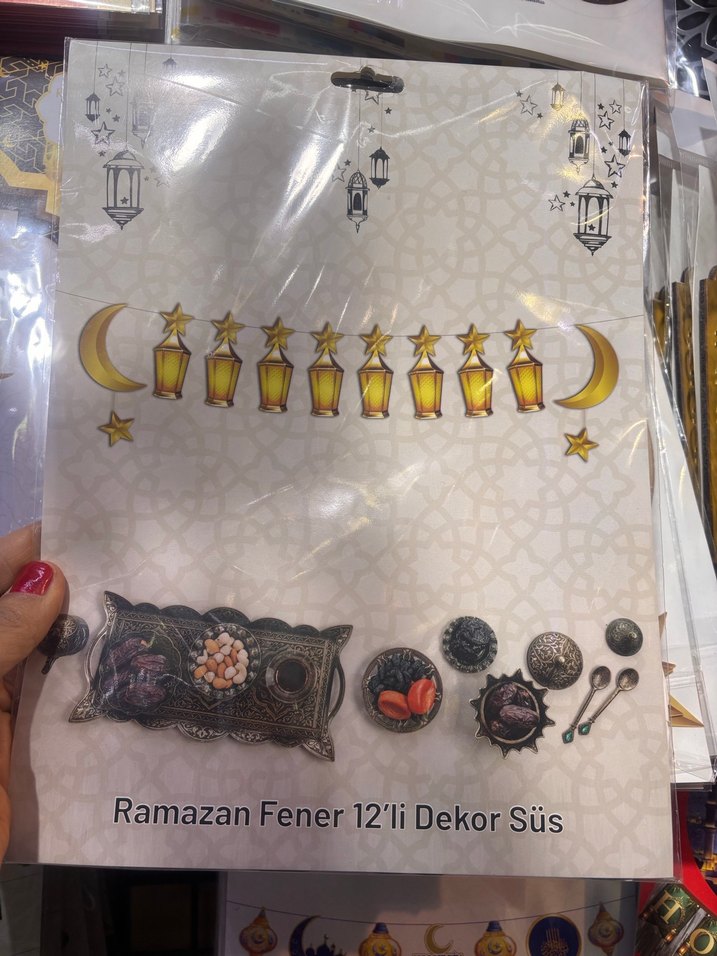 Ramazan Fener 12'li Dekor Süs